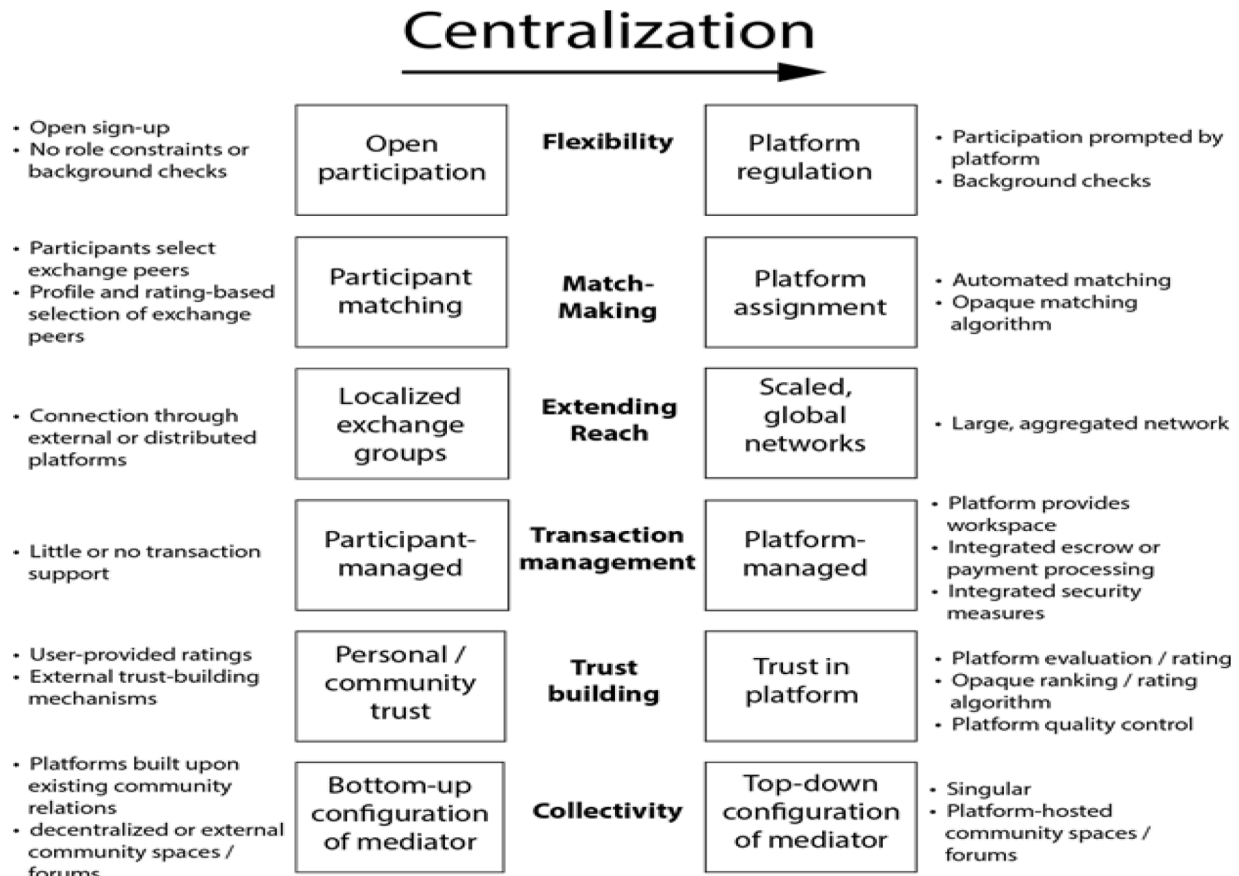 Centralization
• Open sign-up
• No role constraints or
background checks
Open
participation
Flexibility
Platform
regulation
• Participation prompted by
platform
• Background checks
• Participants select
exchange peers
• Profile and rating-based
selection of exchange
peers
Participant
matching
Match-
Making
Platform
assignment
• Automated matching
• Opaque matching
algorithm
• Connection through
external or distributed
platforms
Localized
exchange
groups
Extending
Reach
Scaled,
global
networks
• Large, aggregated network
• Little or no transaction
support
Participant-
managed
Transaction
management
Platform-
managed
• Platform provides
workspace
• Integrated escrow or
payment processing
• Integrated security
measures
• User-provided ratings
• External trust-building
mechanisms
Personal /
community
trust
Trust
building
Trust in
platform
• Platform evaluation / rating
• Opaque ranking / rating
algorithm
• Platform quality control
• Platforms built upon
existing community
relations
• decentralized or external
community spaces /
forums
Bottom-up
configuration
of mediator
Collectivity
Top-down
configuration
of mediator
• Singular
• Platform-hosted
community spaces /
forums